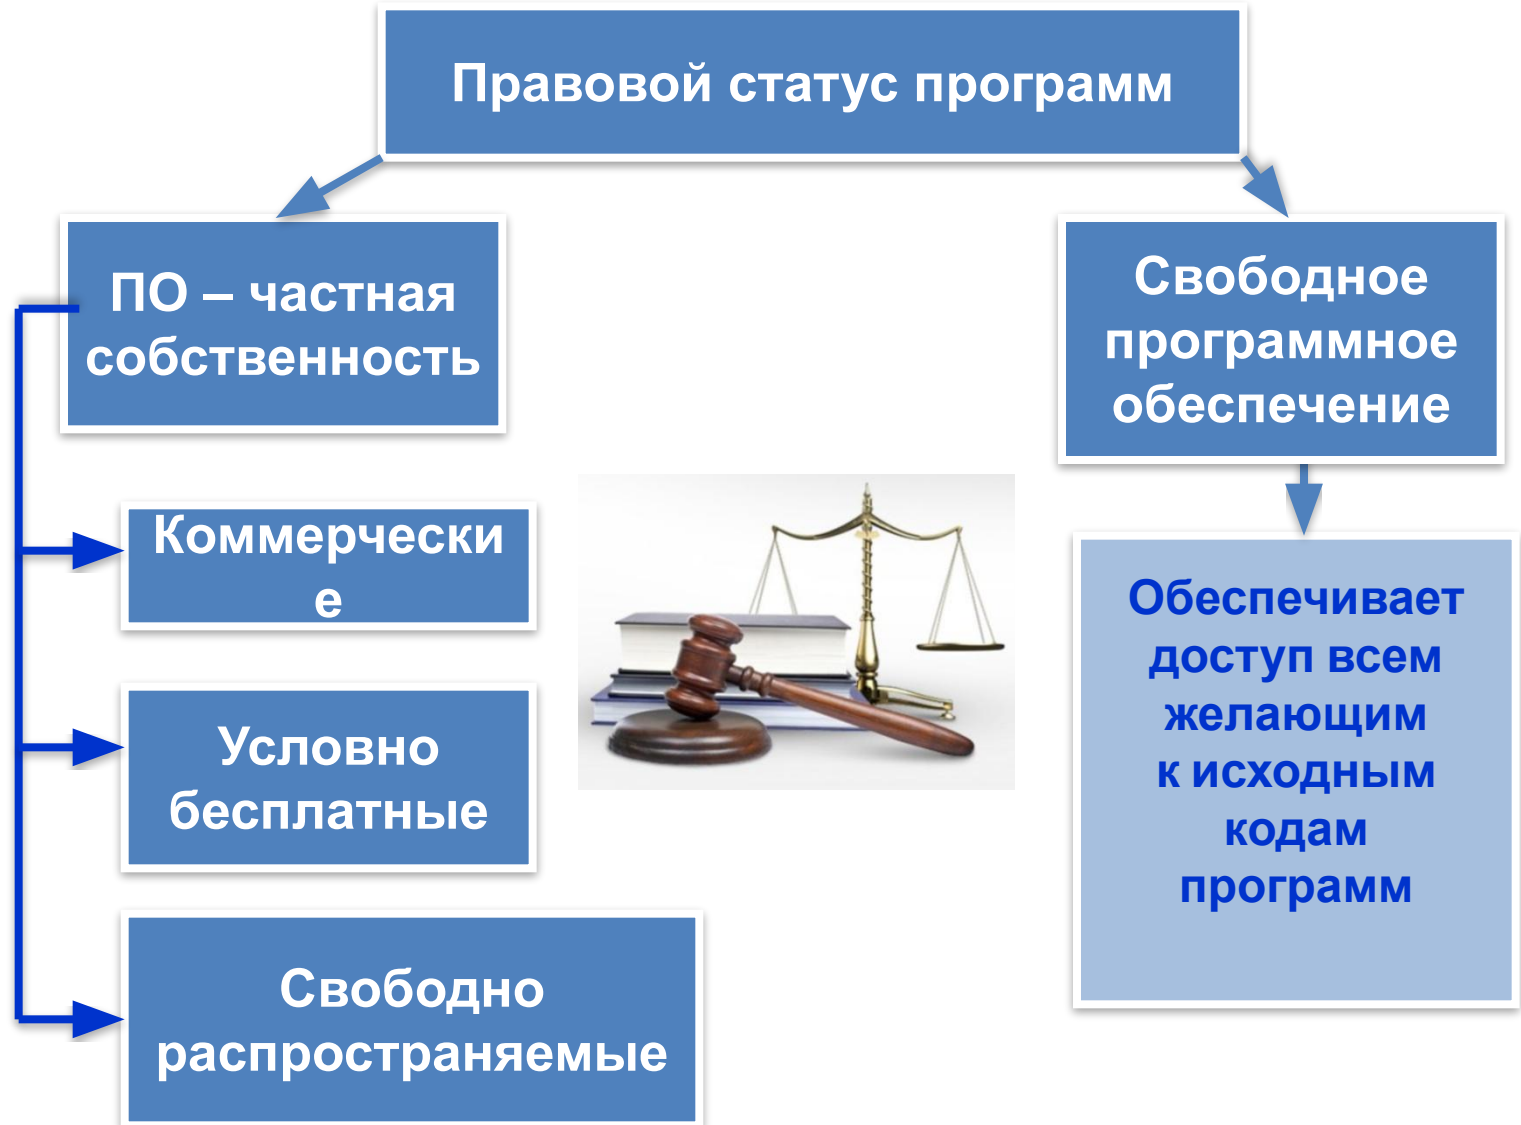 Правовой статус программ
ПО – частная
собственность
Коммерчески
е
Условно
бесплатные
Свободно
распространяемые
Свободное
программное
обеспечение
Обеспечивает
доступ всем
желающим
к исходным
кодам
программ